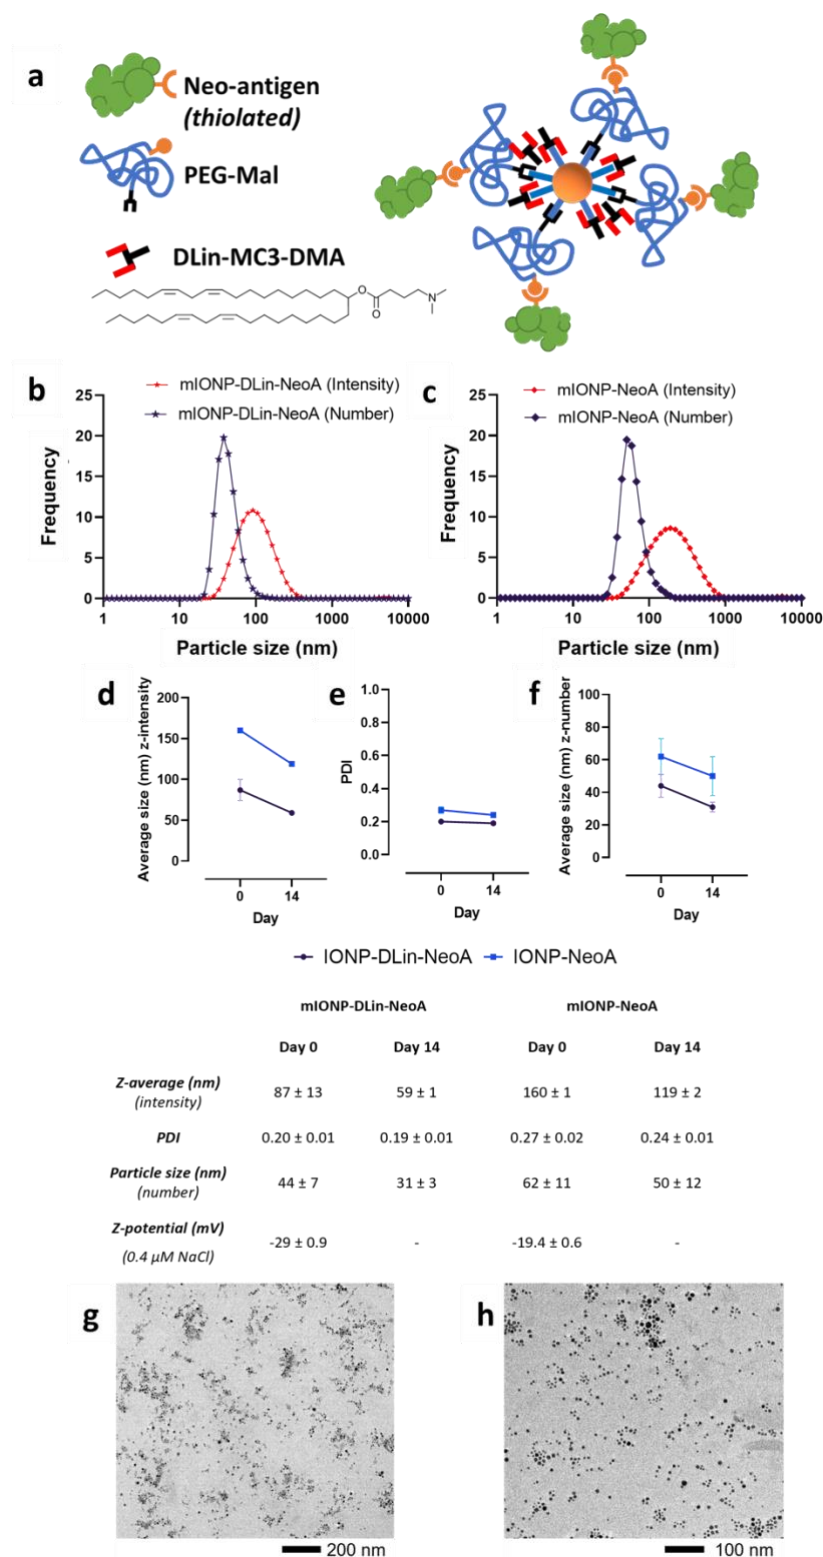 a
Neo-antigen
(thiolated)
PEG-Mal
DLin-MC3-DMA
O
O
N
b
mIONP-DLin-NeoA (Intensity)
mIONP-DLin-NeoA (Number)
25
20
15
10
5
0
Frequency
1 10 100 1000 10000
Particle size (nm)
c
mIONP-NeoA (Intensity)
mIONP-NeoA (Number)
25
20
15
10
5
0
Frequency
1 10 100 1000 10000
Particle size (nm)
d
Average size (nm) z-intensity
200
150
100
50
0
0 14
Day
e
PDI
1.0
0.8
0.6
0.4
0.2
0.0
0 14
Day
f
Average size (nm) z-number
100
80
60
40
20
0
0 14
Day
IONP-DLin-NeoA IONP-NeoA
mIONP-DLin-NeoA mIONP-NeoA
Day 0 Day 14 Day 0 Day 14
Z-average (nm)
(intensity)
87 ± 13 59 ± 1 160 ± 1 119 ± 2
PDI 0.20 ± 0.01 0.19 ± 0.01 0.27 ± 0.02 0.24 ± 0.01
Particle size (nm)
(number)
44 ± 7 31 ± 3 62 ± 11 50 ± 12
Z-potential (mV)
(0.4 µM NaCl)
-29 ± 0.9 - -19.4 ± 0.6 -
g
200 nm
h
100 nm